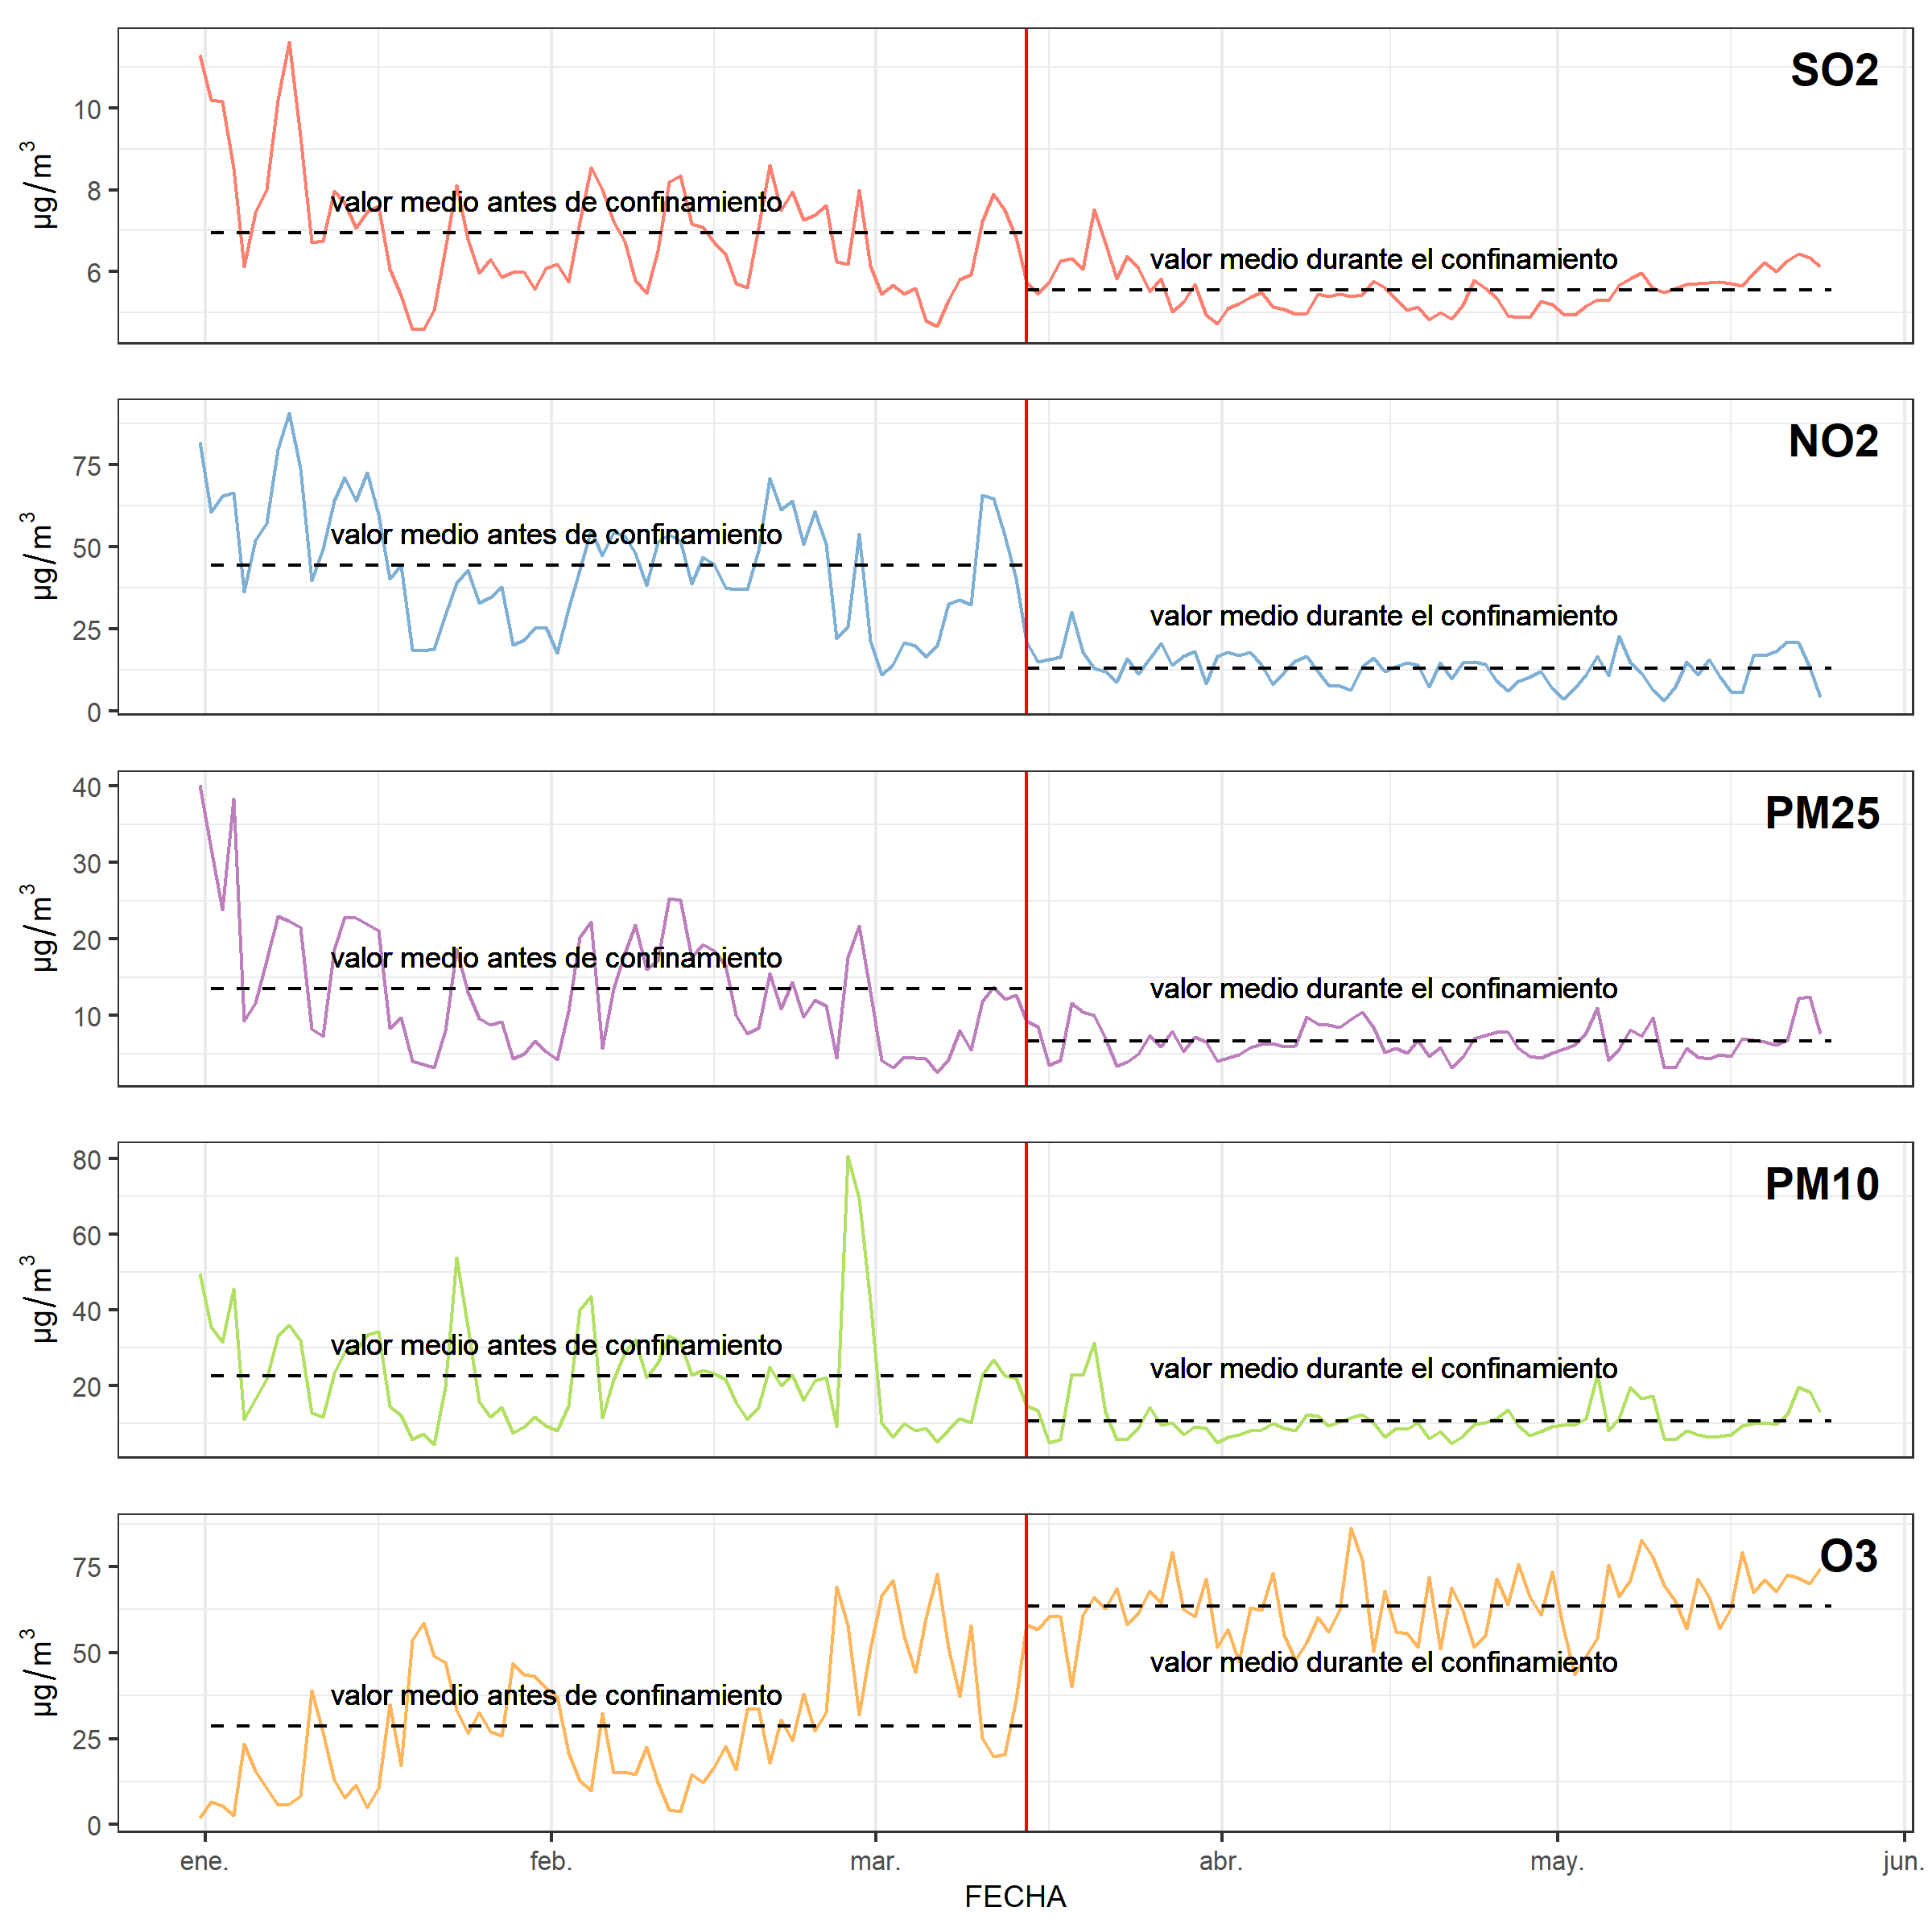 SO2
10
8
6
µg/m³
valor medio antes de confinamiento
valor medio durante el confinamiento
NO2
75
50
25
0
µg/m³
valor medio antes de confinamiento
valor medio durante el confinamiento
PM25
40
30
20
10
µg/m³
valor medio antes de confinamiento
valor medio durante el confinamiento
PM10
80
60
40
20
µg/m³
valor medio antes de confinamiento
valor medio durante el confinamiento
O3
75
50
25
0
µg/m³
valor medio antes de confinamiento
valor medio durante el confinamiento
ene. feb. mar. abr. may. jun.
FECHA